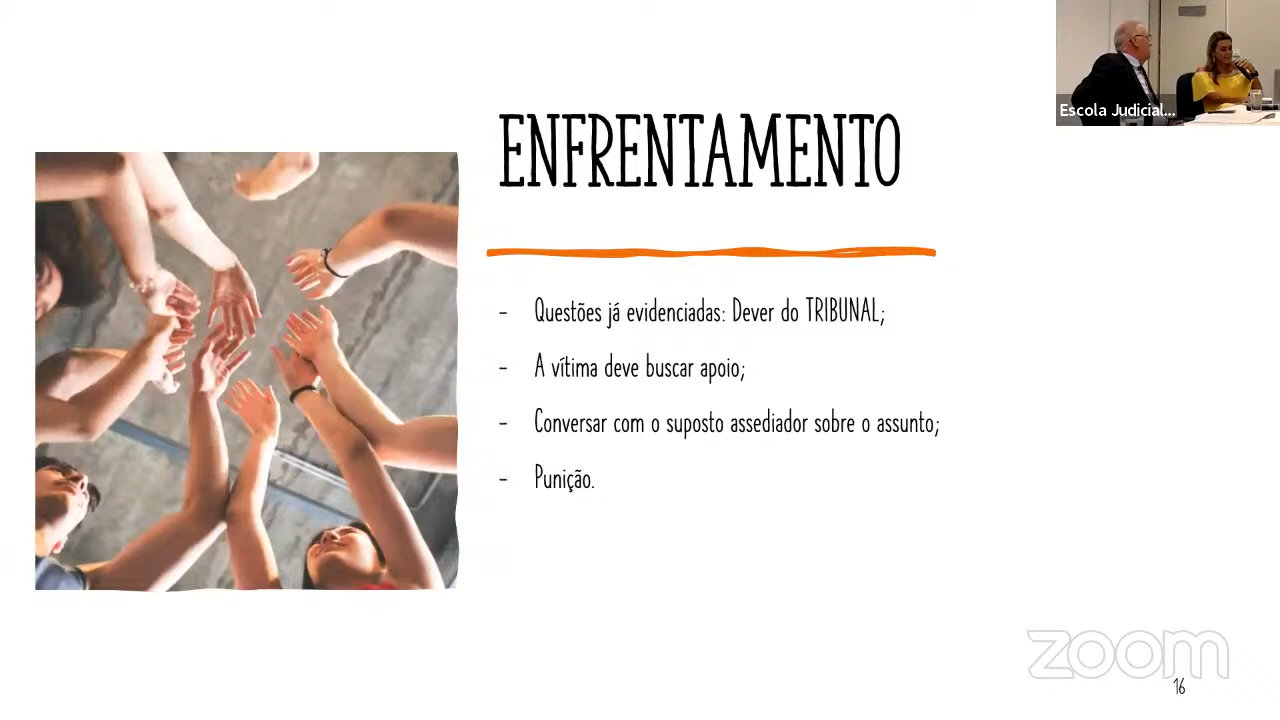 Escola Judicial...
ENFRENTAMENTO
- Questões já evidenciadas: Dever do TRIBUNAL;
- A vítima deve buscar apoio;
- Conversar com o suposto assediador sobre o assunto;
- Punição.
zoom
16